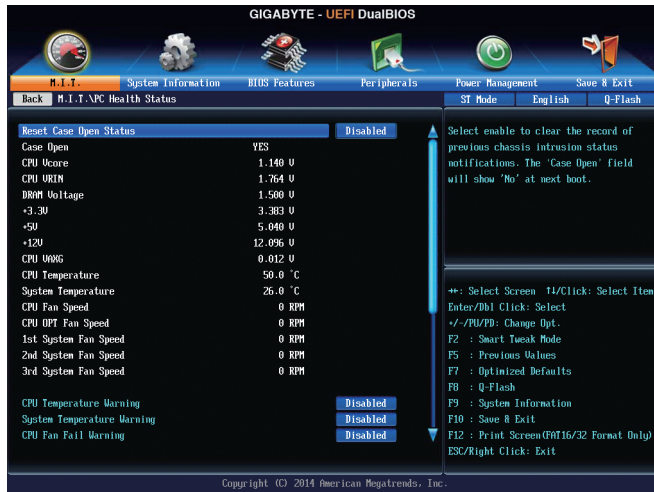 GIGABYTE - UEFI DualBIOS
M.I.T. System Information BIOS Features Peripherals Power Management Save & Exit
Back M.I.T.\PC Health Status ST Mode English Q-Flash
Reset Case Open Status Disabled
Case Open YES
CPU Vcore 1.140 V
CPU VRIN 1.764 V
DRAM Voltage 1.500 V
+3.3V 3.383 V
+5V 5.040 V
+12V 12.096 V
CPU VAXG 0.012 V
CPU Temperature 50.0 °C
System Temperature 26.0 °C
CPU Fan Speed 0 RPM
CPU OPT Fan Speed 0 RPM
1st System Fan Speed 0 RPM
2nd System Fan Speed 0 RPM
3rd System Fan Speed 0 RPM
CPU Temperature Warning Disabled
System Temperature Warning Disabled
CPU Fan Fail Warning Disabled
Select enable to clear the record of
previous chassis intrusion status
notifications. The 'Case Open' field
will show 'No' at next boot.
→←: Select Screen ↑↓/Click: Select Item
Enter/Dbl Click: Select
+/-/PU/PD: Change Opt.
F2 : Smart Tweak Mode
F5 : Previous Values
F7 : Optimized Defaults
F8 : Q-Flash
F9 : System Information
F10 : Save & Exit
F12 : Print Screen(FAT16/32 Format Only)
ESC/Right Click: Exit
Copyright (C) 2014 American Megatrends, Inc.